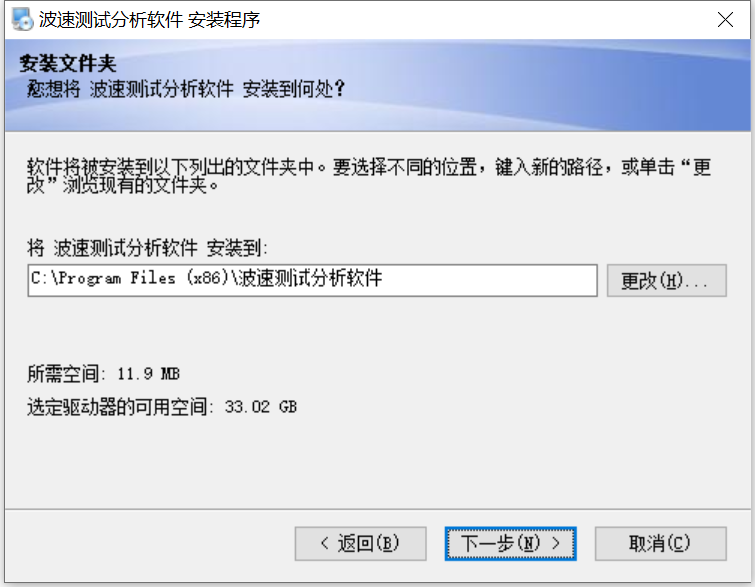 波速测试分析软件 安装程序
安装文件夹
您想将 波速测试分析软件 安装到何处？
软件将被安装到以下列出的文件夹中。要选择不同的位置，键入新的路径，或单击“更
改”浏览现有的文件夹。
将 波速测试分析软件 安装到:
C:\Program Files (x86)\波速测试分析软件
更改(H)...
所需空间: 11.9 MB
选定驱动器的可用空间: 33.02 GB
< 返回(B)
下一步(N) >
取消(C)